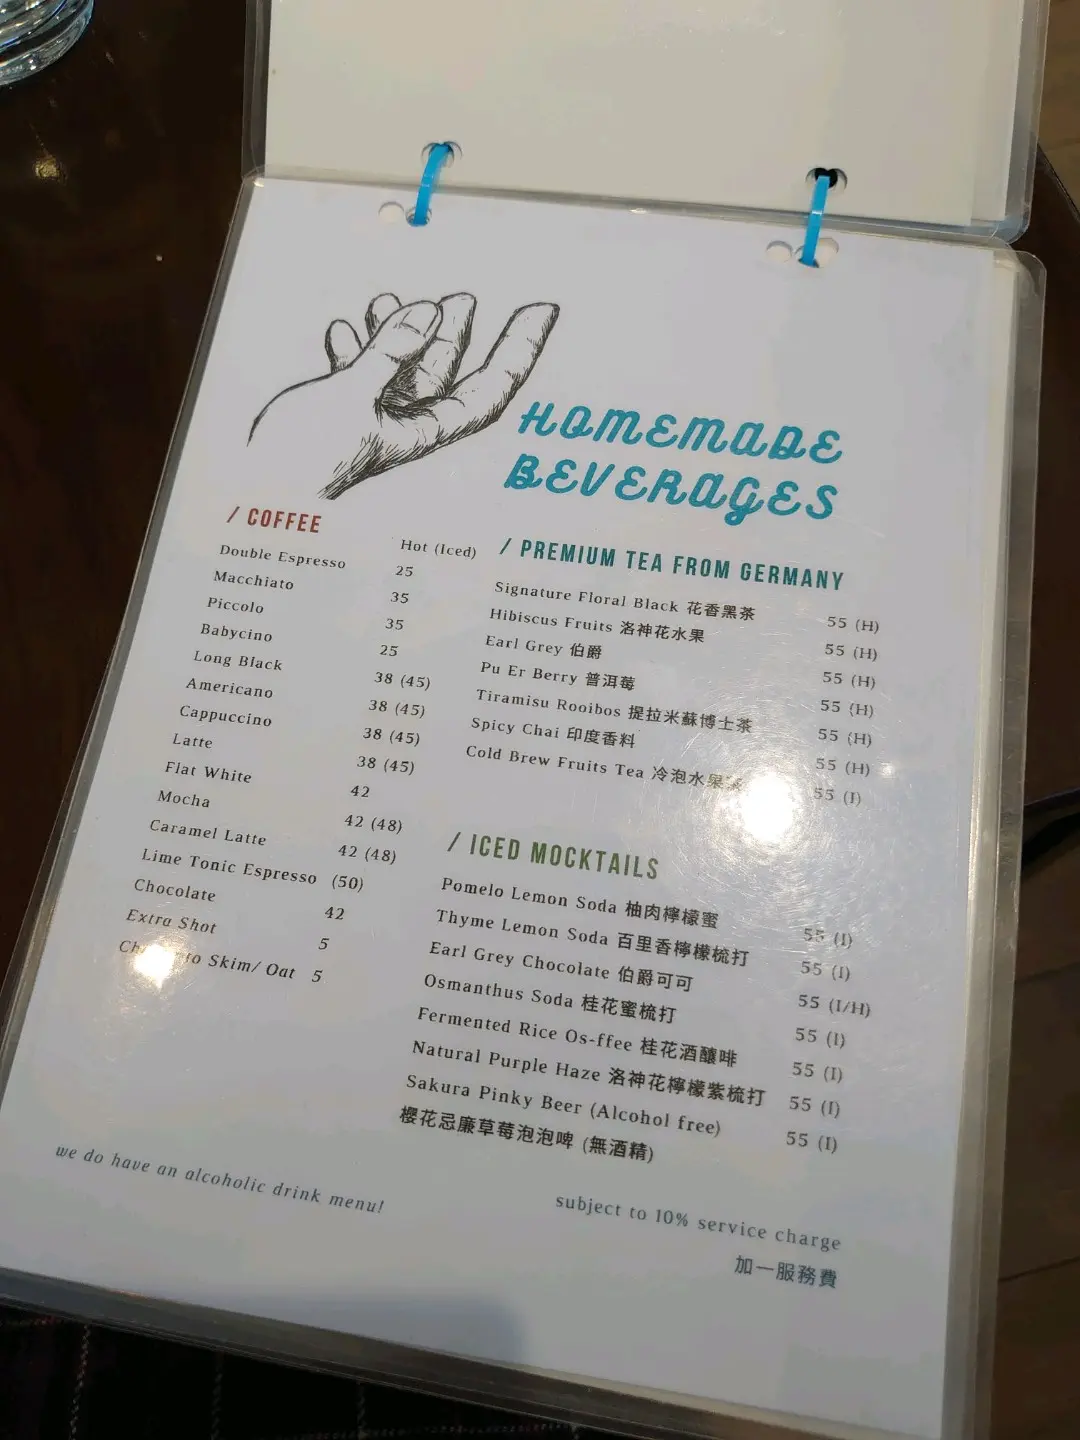 HOMEMADE
BEVERAGES
/ COFFEE
Hot (Iced)
Double Espresso 25
Macchiato 35
Piccolo 35
Babycino 25
Long Black 38 (45)
Americano 38 (45)
Cappuccino 38 (45)
Latte 38 (45)
Flat White 42
Mocha 42 (48)
Caramel Latte 42 (48)
Lime Tonic Espresso (50)
Chocolate 42
Extra Shot 5
to Skim/ Oat 5
/ PREMIUM TEA FROM GERMANY
Signature Floral Black 花香黑茶 55 (H)
Hibiscus Fruits 洛神花水果 55 (H)
Earl Grey 伯爵 55 (H)
Pu Er Berry 普洱莓 55 (H)
Tiramisu Rooibos 提拉米蘇博士茶 55 (H)
Spicy Chai 印度香料 55 (H)
Cold Brew Fruits Tea 冷泡水果 55 (I)
/ ICED MOCKTAILS
Pomelo Lemon Soda 柚肉檸檬蜜 55 (I)
Thyme Lemon Soda 百里香檸檬梳打 55 (I)
Earl Grey Chocolate 伯爵可可 55 (I/H)
Osmanthus Soda 桂花蜜梳打 55 (I)
Fermented Rice Os-ffee 桂花酒釀啡 55 (I)
Natural Purple Haze 洛神花檸檬紫梳打 55 (I)
Sakura Pinky Beer (Alcohol free) 55 (I)
櫻花忌廉草莓泡泡啤 (無酒精)
we do have an alcoholic drink menu!
subject to 10% service charge
加一服務費